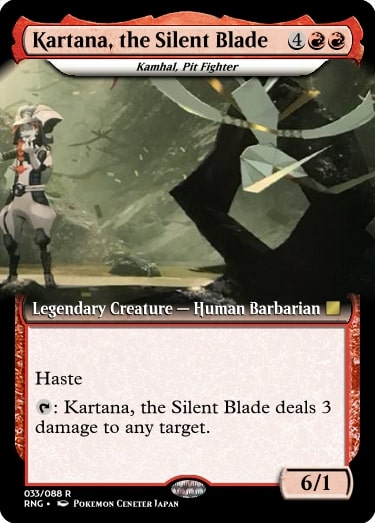 Kartana, the Silent Blade 4
Kamhal, Pit Fighter
Legendary Creature — Human Barbarian
Haste
: Kartana, the Silent Blade deals 3
damage to any target.
6/1
033/088 R
RNG • Pokemon Ceneter Japan